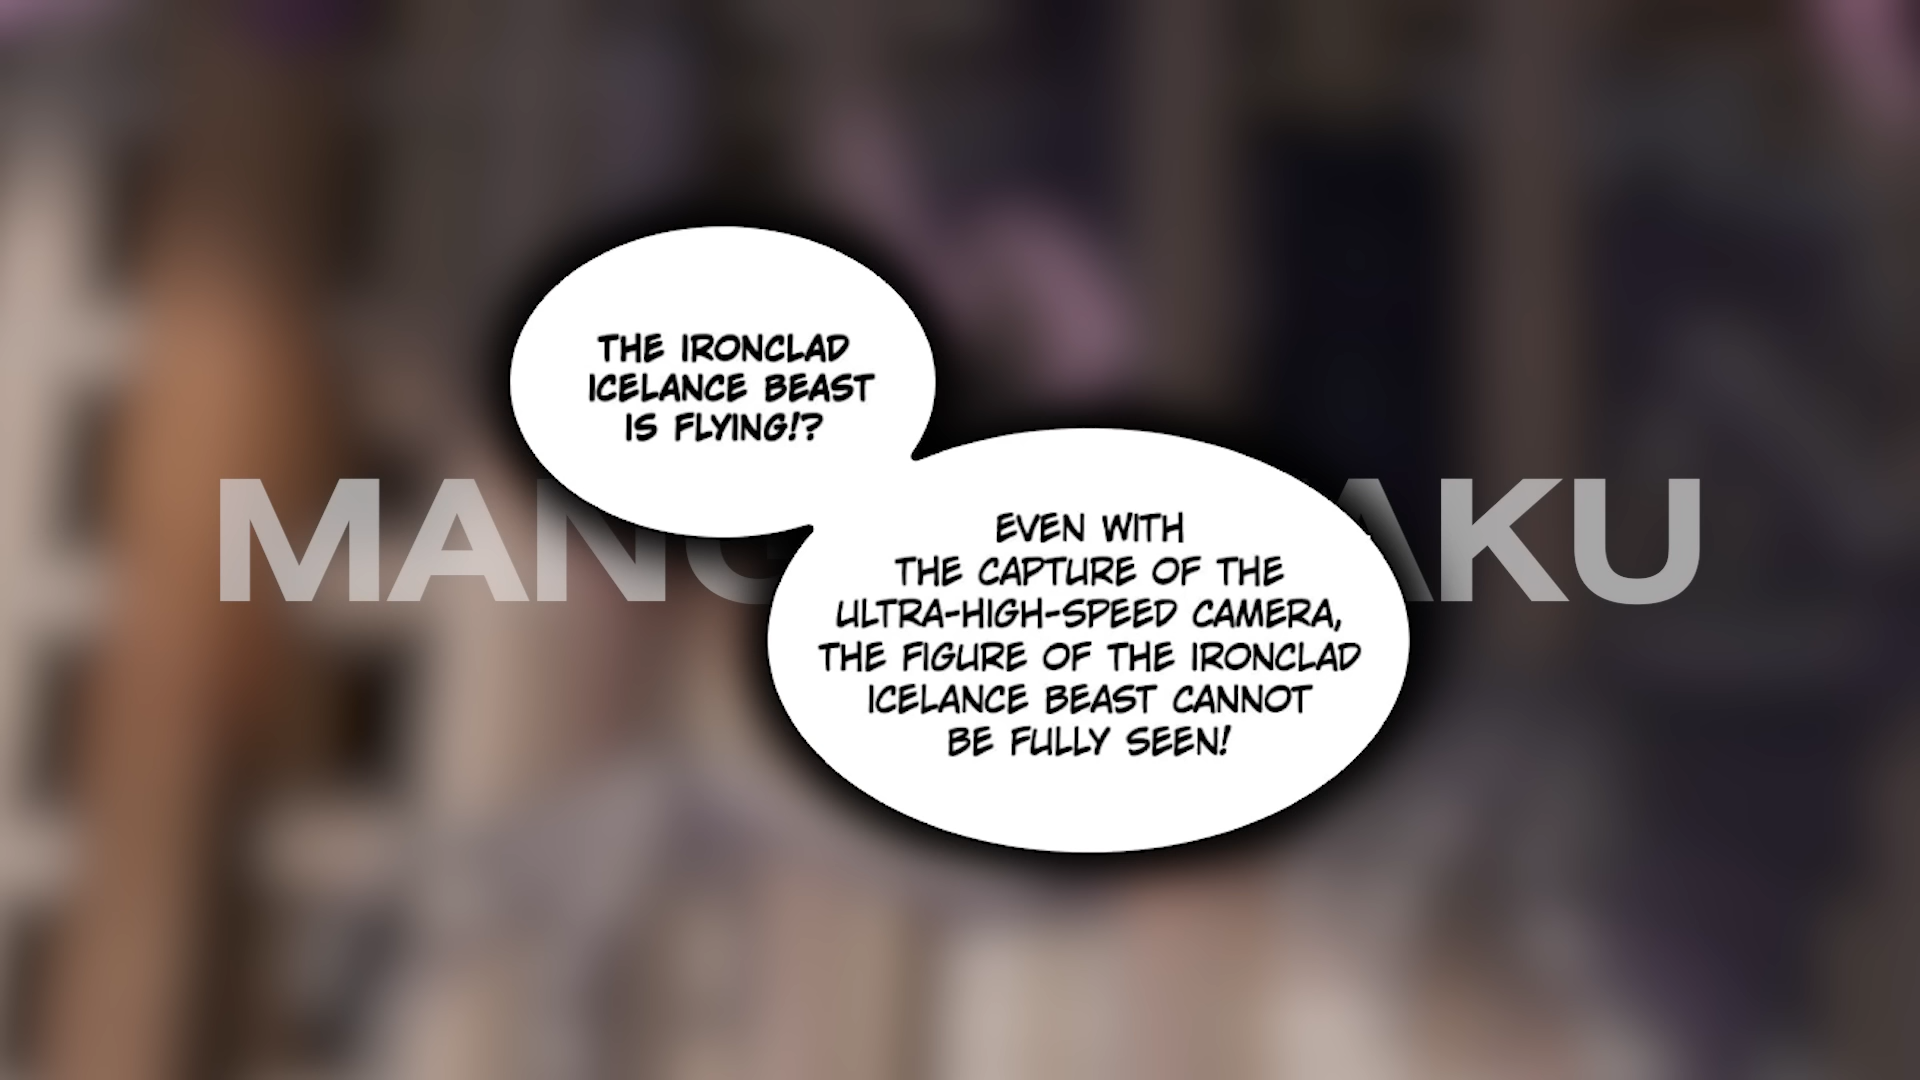 THE IRONCLAD
ICELANCE BEAST
IS FLYING!?
EVEN WITH
THE CAPTURE OF THE
ULTRA-HIGH-SPEED CAMERA,
THE FIGURE OF THE IRONCLAD
ICELANCE BEAST CANNOT
BE FULLY SEEN!